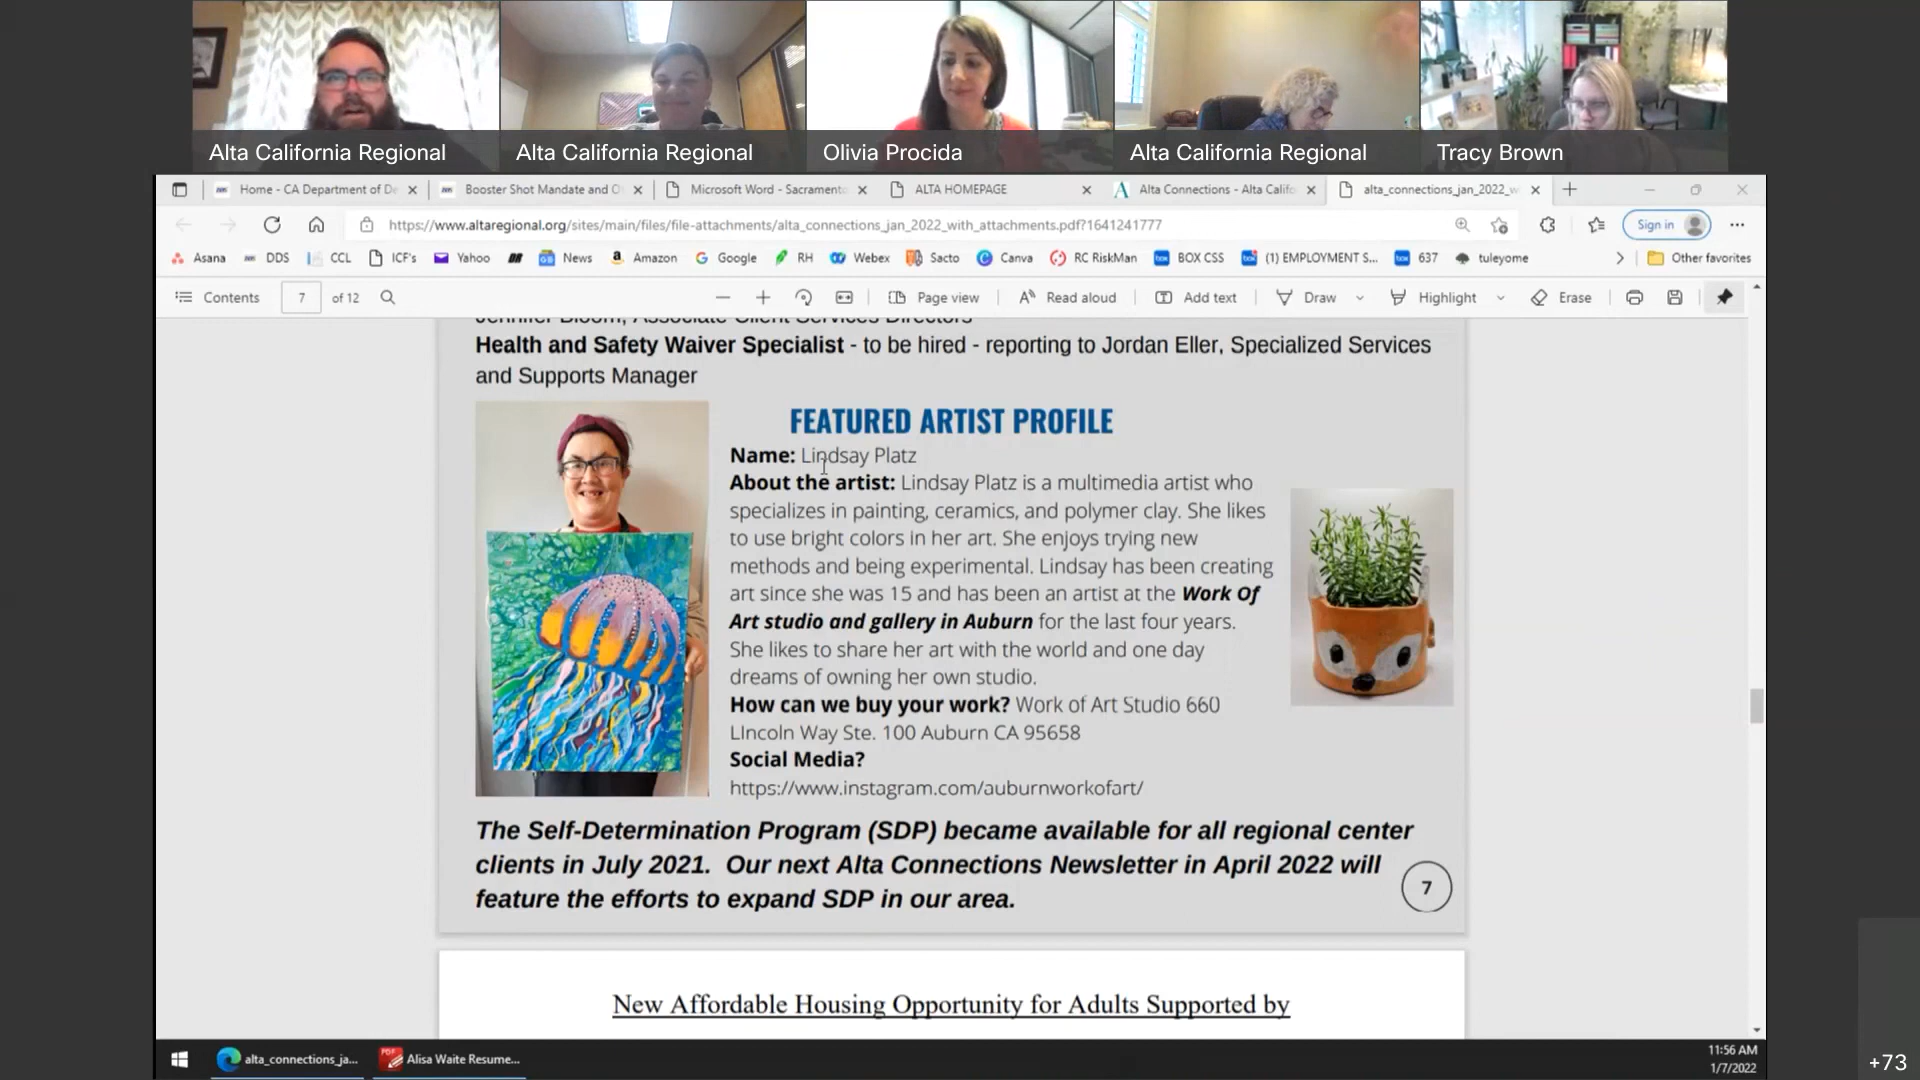 Alta California Regional
Alta California Regional
Olivia Procida
Alta California Regional
Tracy Brown
Home - CA Department of De
Booster Shot Mandate and O
Microsoft Word - Sacramento
ALTA HOMEPAGE
Alta Connections - Alta Califo
alta_connections_jan_2022_w
https://www.altaregional.org/sites/main/files/file-attachments/alta_connections_jan_2022_with_attachments.pdf?1641241777
Sign in
Asana DDS CCL ICF's Yahoo News Amazon Google RH Webex Sacto Canva RC RiskMan BOX CSS (1) EMPLOYMENT S... 637 tuleyome Other favorites
Contents 7 of 12 Page view Read aloud Add text Draw Highlight Erase
Jennifer Bloom, Associate Client Services Directors
Health and Safety Waiver Specialist - to be hired - reporting to Jordan Eller, Specialized Services
and Supports Manager
FEATURED ARTIST PROFILE
Name: Lindsay Platz
About the artist: Lindsay Platz is a multimedia artist who
specializes in painting, ceramics, and polymer clay. She likes
to use bright colors in her art. She enjoys trying new
methods and being experimental. Lindsay has been creating
art since she was 15 and has been an artist at the Work Of
Art studio and gallery in Auburn for the last four years.
She likes to share her art with the world and one day
dreams of owning her own studio.
How can we buy your work? Work of Art Studio 660
LIncoln Way Ste. 100 Auburn CA 95658
Social Media?
https://www.instagram.com/auburnworkofart/
The Self-Determination Program (SDP) became available for all regional center
clients in July 2021. Our next Alta Connections Newsletter in April 2022 will
feature the efforts to expand SDP in our area.
7
New Affordable Housing Opportunity for Adults Supported by
alta_connections_ja...
Alisa Waite Resume...
11:56 AM
1/7/2022
+73